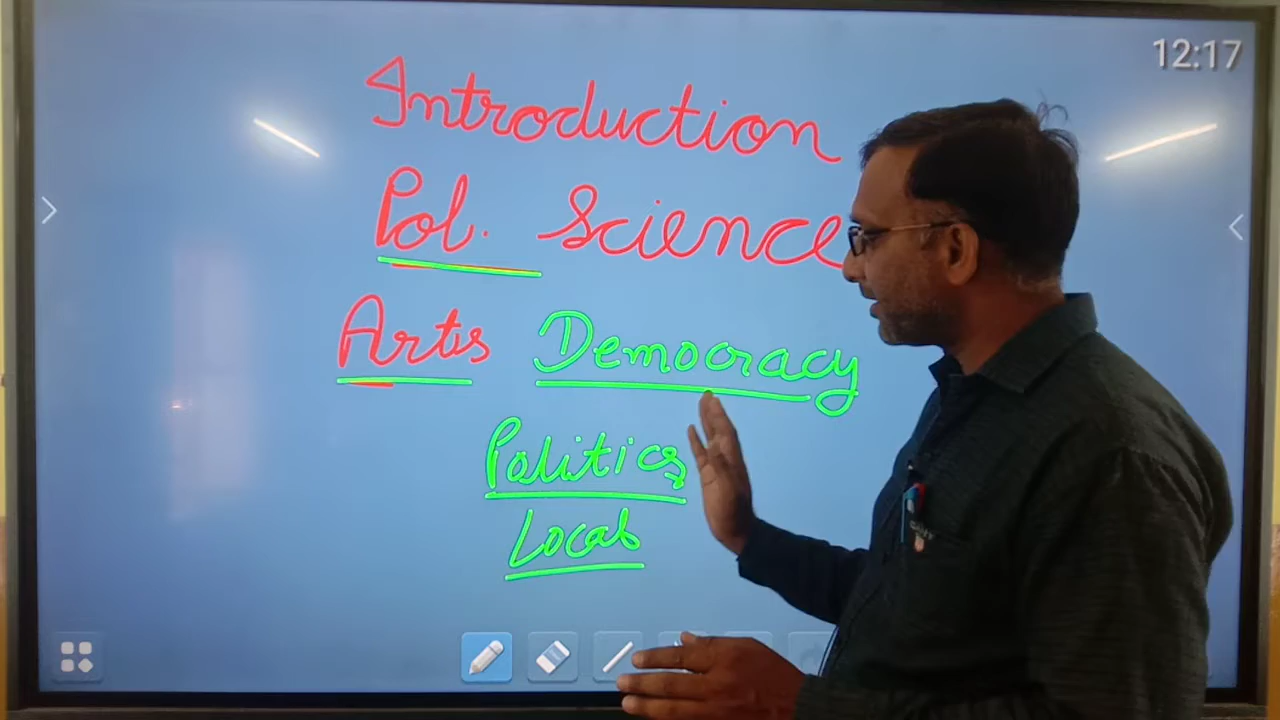 12:17
Introduction
Pol. Science
Arts Democracy
Politics
Local